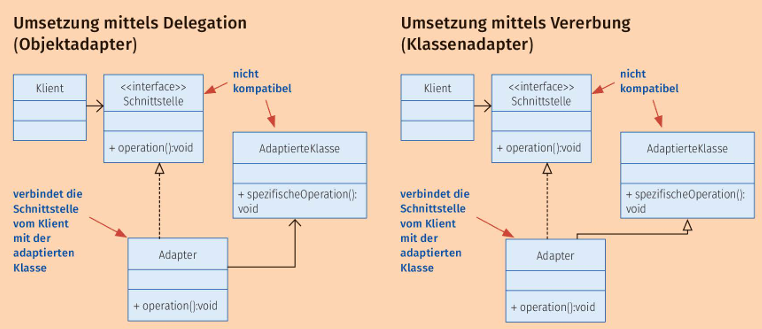 Umsetzung mittels Delegation
(Objektadapter)
Klient
<<interface>>
Schnittstelle
+ operation():void
nicht
kompatibel
AdaptierteKlasse
+ spezifischeOperation():
void
verbindet die
Schnittstelle
vom Klient
mit der
adaptierten
Klasse
Adapter
+ operation():void
Umsetzung mittels Vererbung
(Klassenadapter)
Klient
<<interface>>
Schnittstelle
+ operation():void
nicht
kompatibel
AdaptierteKlasse
+ spezifischeOperation():
void
verbindet die
Schnittstelle
vom Klient
mit der
adaptierten
Klasse
Adapter
+ operation():void